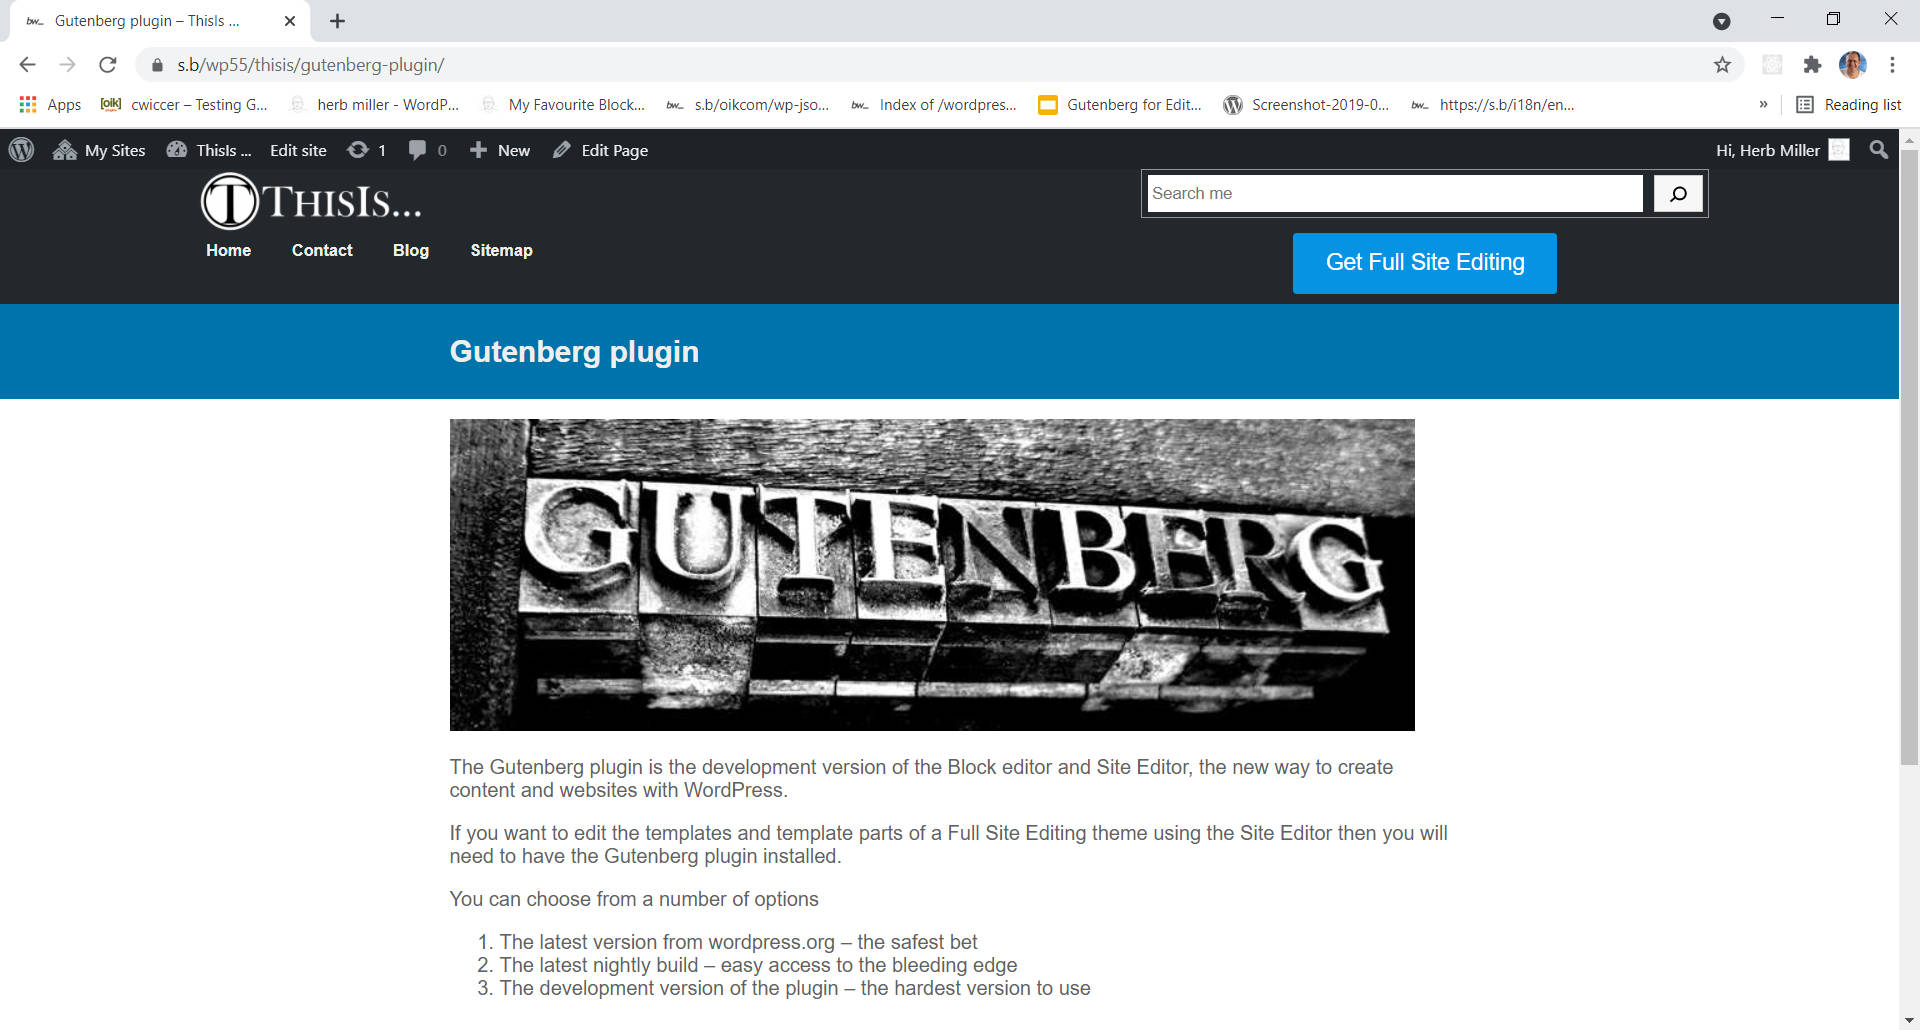 Gutenberg plugin – ThisIs ...
s.b/wp55/thisis/gutenberg-plugin/
Apps
[oik] cwiccer – Testing G...
herb miller - WordP...
My Favourite Block...
bw_ s.b/oikcom/wp-jso...
bw_ Index of /wordpres...
Gutenberg for Edit...
Screenshot-2019-0...
bw_ https://s.b/i18n/en...
»
Reading list
My Sites
ThisIs ...
Edit site
1
0
New
Edit Page
Hi, Herb Miller
THISIS...
Search me
Home
Contact
Blog
Sitemap
Get Full Site Editing
Gutenberg plugin
GUTENBERG
The Gutenberg plugin is the development version of the Block editor and Site Editor, the new way to create
content and websites with WordPress.
If you want to edit the templates and template parts of a Full Site Editing theme using the Site Editor then you will
need to have the Gutenberg plugin installed.
You can choose from a number of options
1. The latest version from wordpress.org – the safest bet
2. The latest nightly build – easy access to the bleeding edge
3. The development version of the plugin – the hardest version to use